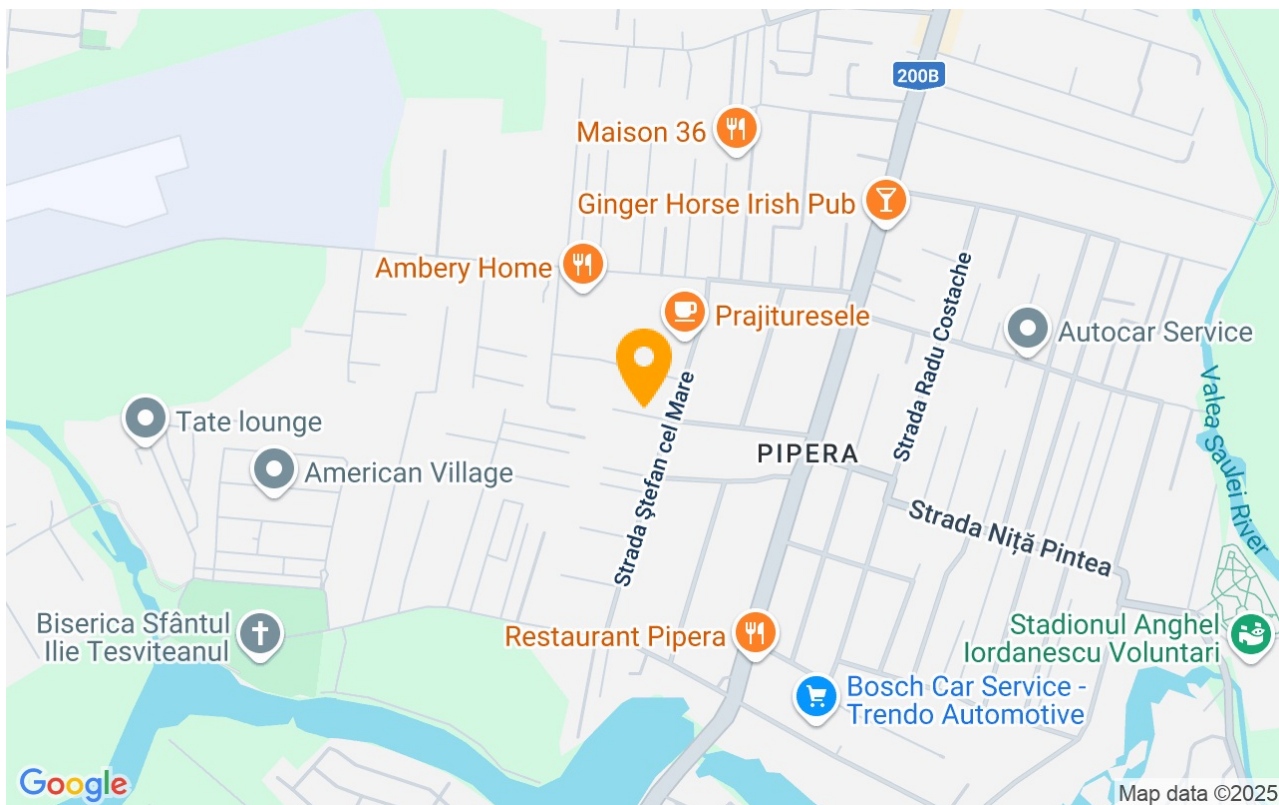 200B
Maison 36
Ginger Horse Irish Pub
Ambery Home
Prajituresele
Autocar Service
Strada Radu Costache
Strada Ştefan cel Mare
Valea Saulei River
Tate lounge
PIPERA
American Village
Strada Niță Pintea
Biserica Sfântul
Ilie Tesviteanul
Restaurant Pipera
Stadionul Anghel
Iordanescu Voluntari
Bosch Car Service -
Trendo Automotive
Google
Map data ©2025